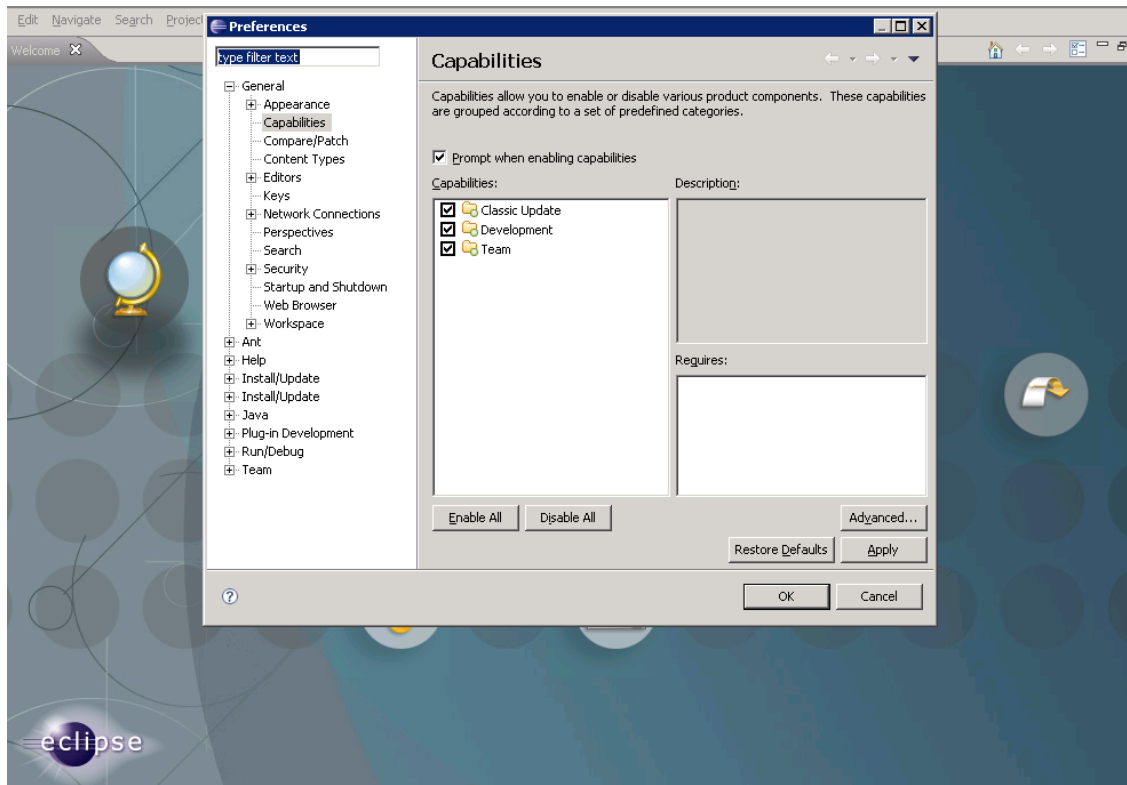 Edit Navigate Search Project
Preferences
Welcome
type filter text
Capabilities
General
Appearance
Capabilities
Compare/Patch
Content Types
Editors
Keys
Network Connections
Perspectives
Search
Security
Startup and Shutdown
Web Browser
Workspace
Ant
Help
Install/Update
Install/Update
Java
Plug-in Development
Run/Debug
Team
Capabilities allow you to enable or disable various product components. These capabilities
are grouped according to a set of predefined categories.
Prompt when enabling capabilities
Capabilities:
Description:
Classic Update
Development
Team
Requires:
Enable All
Disable All
Advanced...
Restore Defaults
Apply
OK
Cancel
eclipse